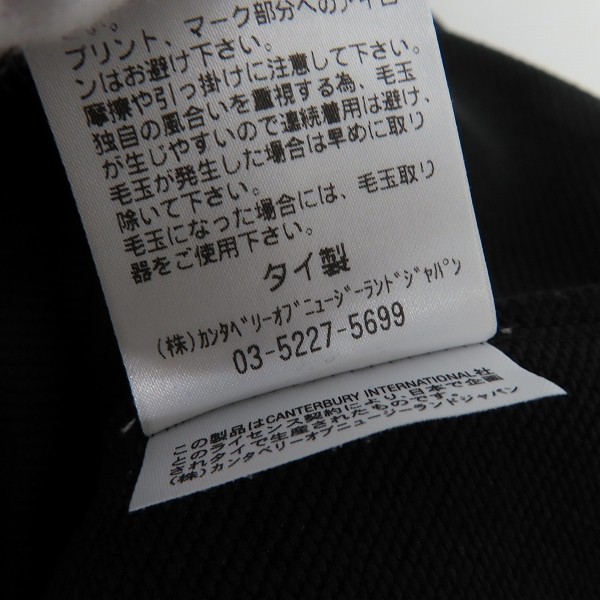 い。
プリント、マーク部分へのアイロ
ンはお避け下さい。
摩擦や引っ掛けに注意して下さい。
独自の風合いを重視する為、毛玉
が生じやすいので連続着用は避け、
毛玉が発生した場合は早めに取り
除いて下さい。
毛玉になった場合には、毛玉取り
器をご使用下さい。
タイ製
(株)ｶﾝﾀﾍﾞﾘｰｵﾌﾞﾆｭｰｼﾞｰﾗﾝﾄﾞｼﾞｬﾊﾟﾝ
03-5227-5699
この製品はCANTERBURY INTERNATIONAL社
とのライセンス契約により、日本で企画
されタイで生産されたものです。
(株)カンタベリーオブニュージーランドジャパン